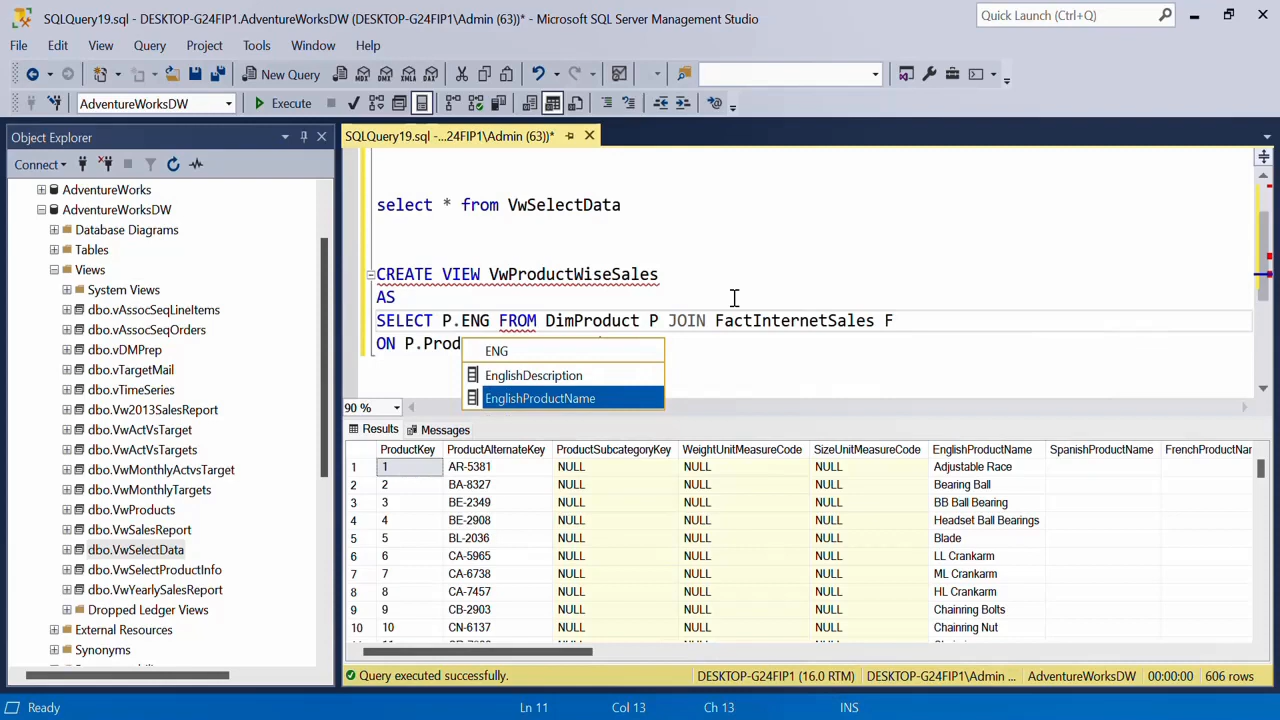 SQLQuery19.sql - DESKTOP-G24FIP1.AdventureWorksDW (DESKTOP-G24FIP1\Admin (63))* - Microsoft SQL Server Management Studio
Quick Launch (Ctrl+Q)
File Edit View Query Project Tools Window Help
New Query MDX DMX XMLA DAX
AdventureWorksDW Execute
Object Explorer
Connect
AdventureWorks
AdventureWorksDW
Database Diagrams
Tables
Views
System Views
dbo.vAssocSeqLineItems
dbo.vAssocSeqOrders
dbo.vDMPrep
dbo.vTargetMail
dbo.vTimeSeries
dbo.Vw2013SalesReport
dbo.VwActVsTarget
dbo.VwActVsTargets
dbo.VwMonthlyActvsTarget
dbo.VwMonthlyTargets
dbo.VwProducts
dbo.VwSalesReport
dbo.VwSelectData
dbo.VwSelectProductInfo
dbo.VwYearlySalesReport
Dropped Ledger Views
External Resources
Synonyms
SQLQuery19.sql -...24FIP1\Admin (63))*
select * from VwSelectData
CREATE VIEW VwProductWiseSales
AS
SELECT P.ENG FROM DimProduct P JOIN FactInternetSales F
ON P.Prod
ENG
EnglishDescription
EnglishProductName
90 %
Results Messages
ProductKey ProductAlternateKey ProductSubcategoryKey WeightUnitMeasureCode SizeUnitMeasureCode EnglishProductName SpanishProductName FrenchProductNar
1 1 AR-5381 NULL NULL NULL Adjustable Race
2 2 BA-8327 NULL NULL NULL Bearing Ball
3 3 BE-2349 NULL NULL NULL BB Ball Bearing
4 4 BE-2908 NULL NULL NULL Headset Ball Bearings
5 5 BL-2036 NULL NULL NULL Blade
6 6 CA-5965 NULL NULL NULL LL Crankarm
7 7 CA-6738 NULL NULL NULL ML Crankarm
8 8 CA-7457 NULL NULL NULL HL Crankarm
9 9 CB-2903 NULL NULL NULL Chainring Bolts
10 10 CN-6137 NULL NULL NULL Chainring Nut
Query executed successfully. DESKTOP-G24FIP1 (16.0 RTM) DESKTOP-G24FIP1\Admin ... AdventureWorksDW 00:00:00 606 rows
Ready Ln 11 Col 13 Ch 13 INS